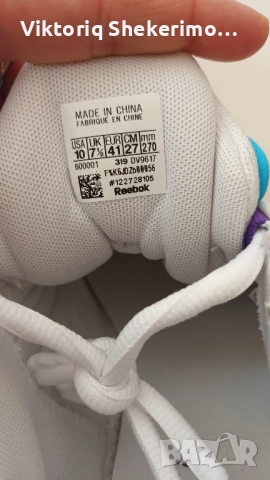 Viktoriq Shekerimo...
MADE IN CHINA
FABRIQUÉ EN CHINE
USA UK EUR CM mm
10 7½ 41 27 270
600001 319 DV9617
#122728105
Reebok
BAZAR